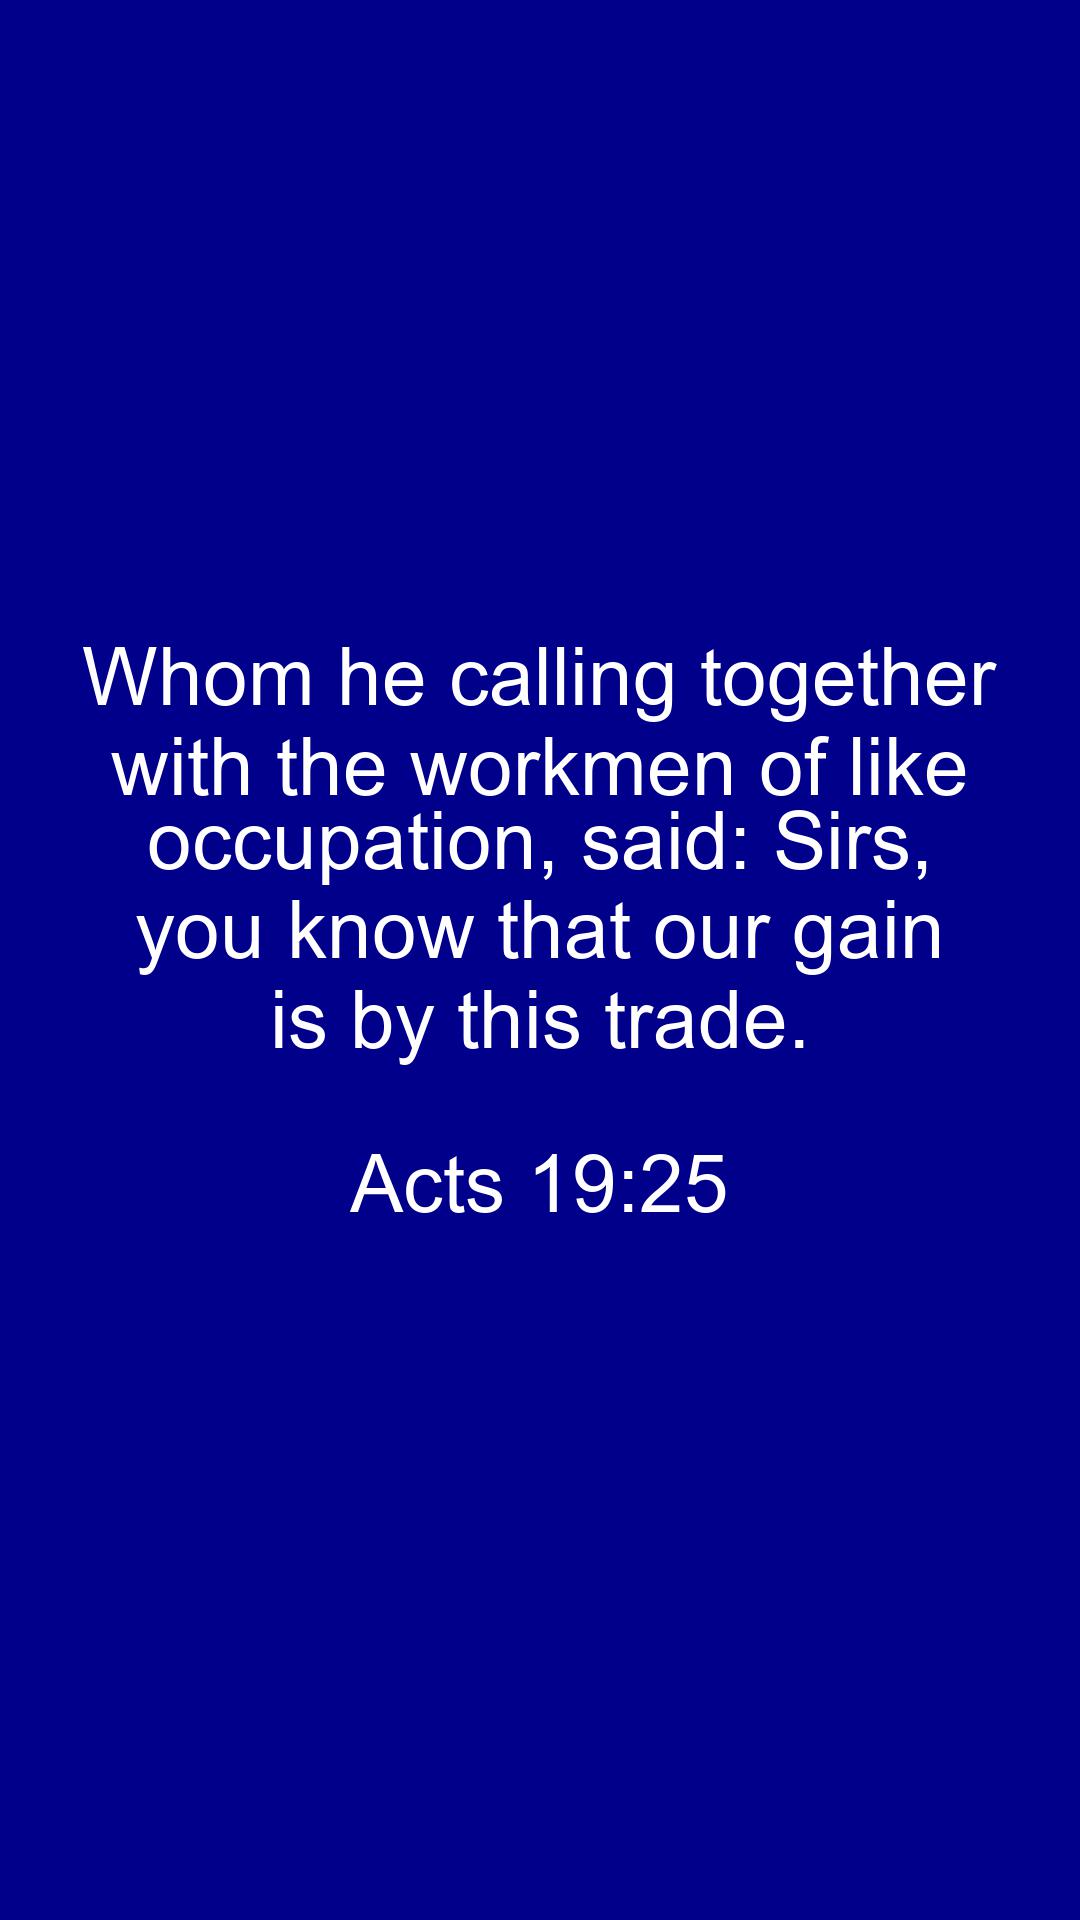 Whom he calling together
with the workmen of like
occupation, said: Sirs,
you know that our gain
is by this trade.
Acts 19:25